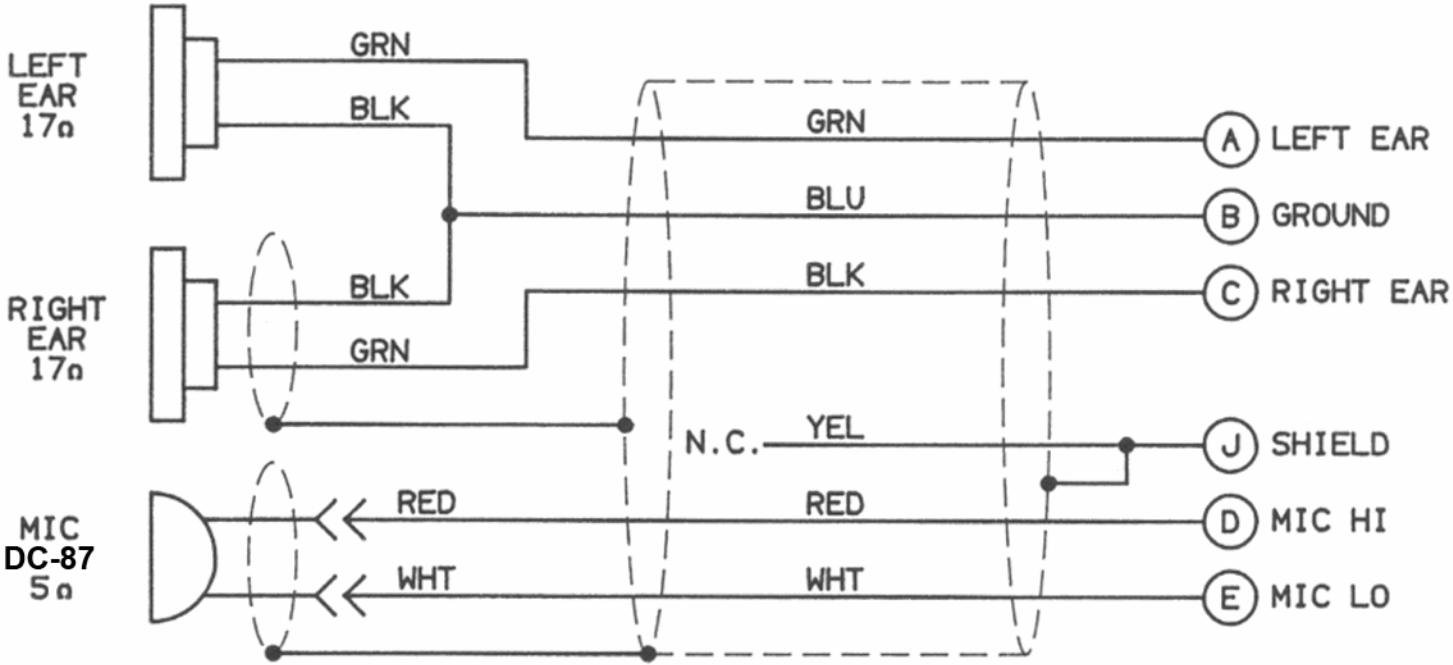 LEFT
EAR
17Ω
GRN
BLK
GRN
A LEFT EAR
BLU
B GROUND
RIGHT
EAR
17Ω
BLK
GRN
BLK
C RIGHT EAR
N.C.
YEL
J SHIELD
MIC
DC-87
5Ω
RED
RED
D MIC HI
WHT
WHT
E MIC LO